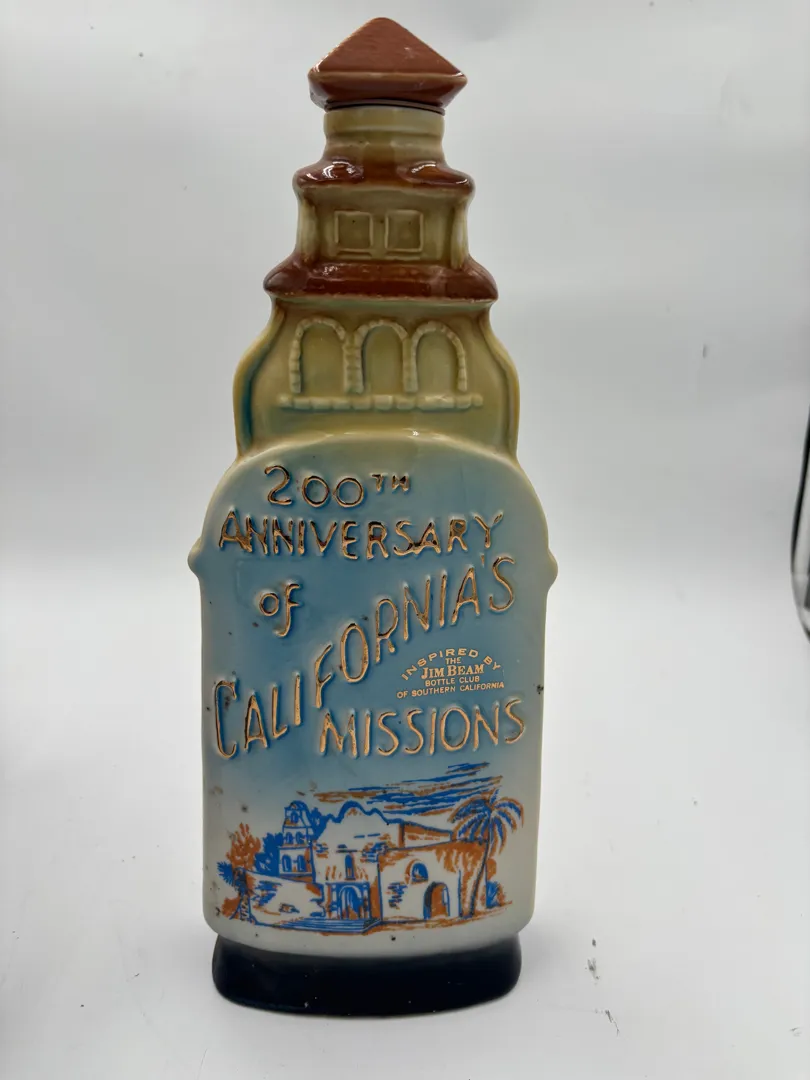 200TH
ANNIVERSARY
of
CALIFORNIA'S
INSPIRED BY
THE
JIM BEAM
BOTTLE CLUB
OF SOUTHERN CALIFORNIA
MISSIONS